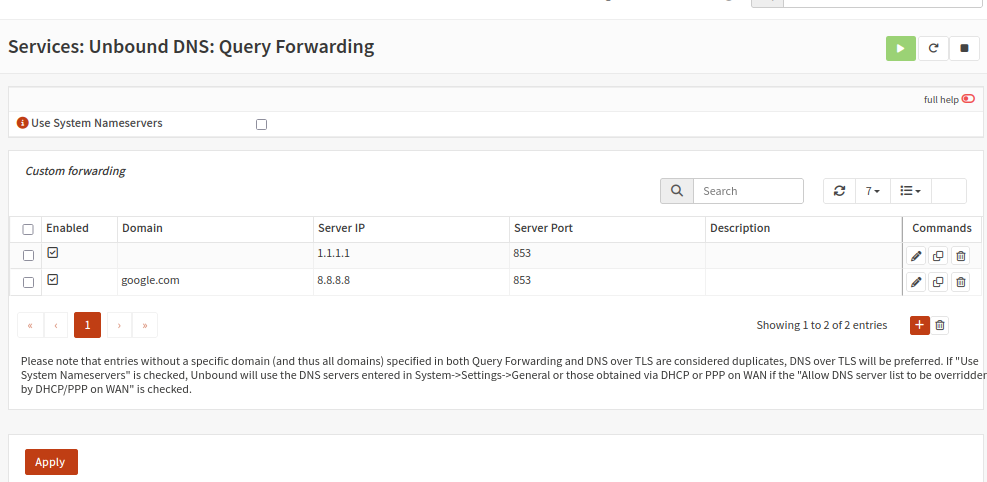 Services: Unbound DNS: Query Forwarding
full help
Use System Nameservers
Custom forwarding
Search
7
Enabled Domain Server IP Server Port Description Commands
1.1.1.1 853
google.com 8.8.8.8 853
« ‹ 1 › »
Showing 1 to 2 of 2 entries
Please note that entries without a specific domain (and thus all domains) specified in both Query Forwarding and DNS over TLS are considered duplicates, DNS over TLS will be preferred. If "Use
System Nameservers" is checked, Unbound will use the DNS servers entered in System->Settings->General or those obtained via DHCP or PPP on WAN if the "Allow DNS server list to be overridden
by DHCP/PPP on WAN" is checked.
Apply